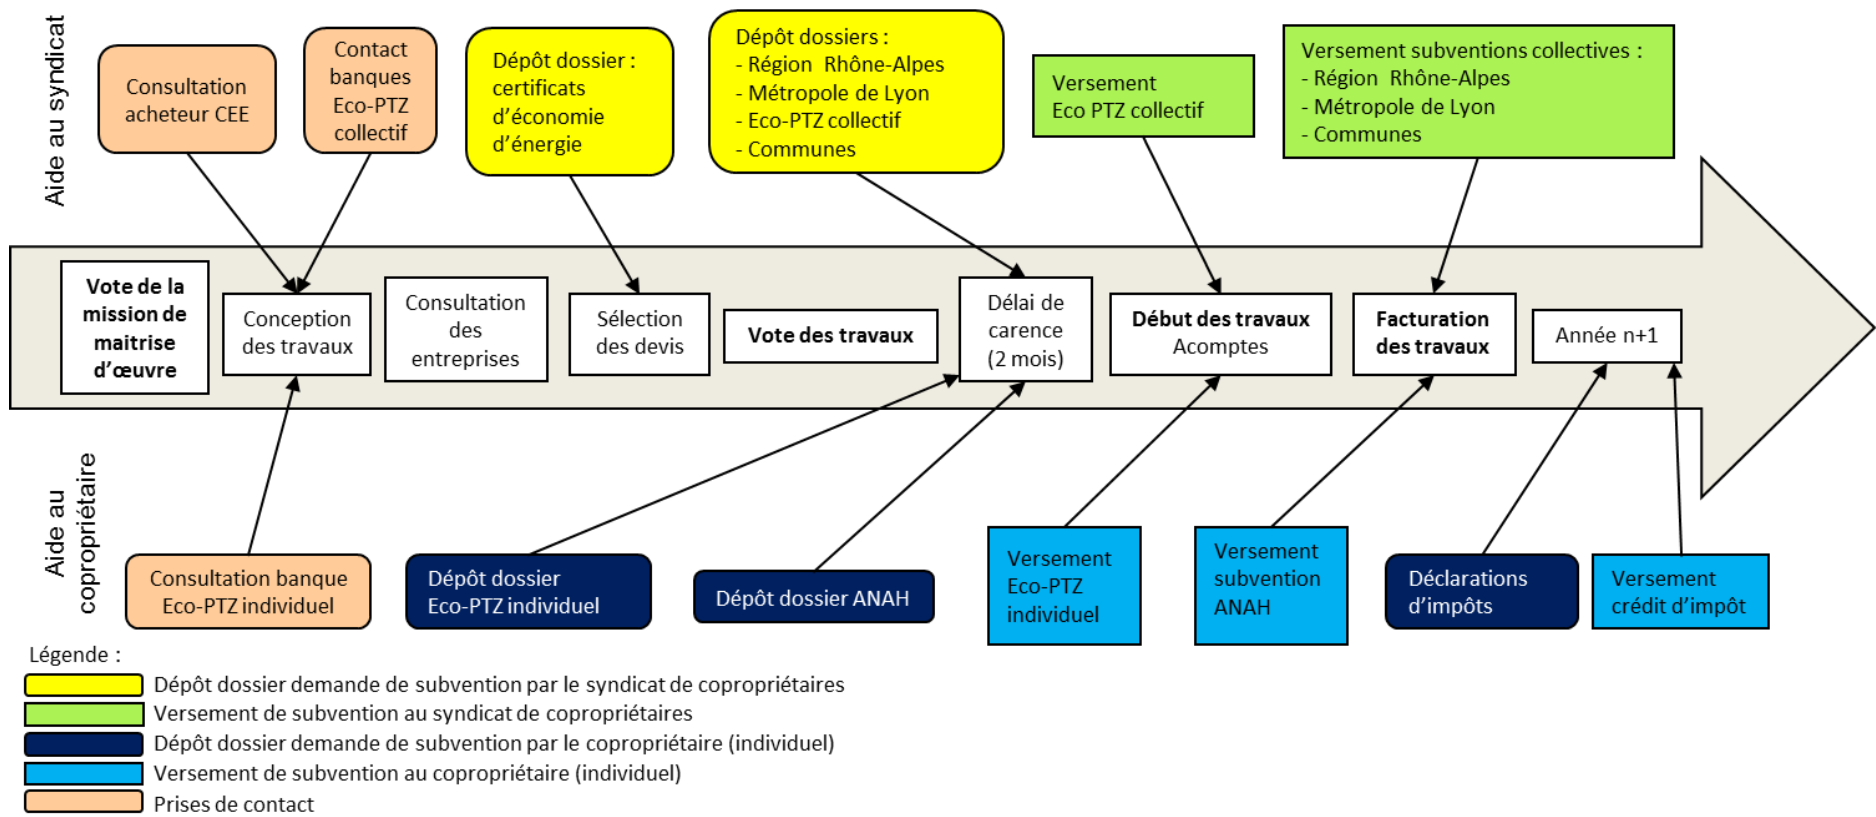 Aide au syndicat
Consultation
acheteur CEE
Contact
banques
Eco-PTZ
collectif
Dépôt dossier :
certificats
d’économie
d’énergie
Dépôt dossiers :
- Région Rhône-Alpes
- Métropole de Lyon
- Eco-PTZ collectif
- Communes
Versement
Eco PTZ collectif
Versement subventions collectives :
- Région Rhône-Alpes
- Métropole de Lyon
- Communes
Vote de la
mission de
maitrise
d’œuvre
Conception
des travaux
Consultation
des
entreprises
Sélection
des devis
Vote des travaux
Délai de
carence
(2 mois)
Début des travaux
Acomptes
Facturation
des travaux
Année n+1
Aide au
copropriétaire
Consultation banque
Eco-PTZ individuel
Dépôt dossier
Eco-PTZ individuel
Dépôt dossier ANAH
Versement
Eco-PTZ
individuel
Versement
subvention
ANAH
Déclarations
d’impôts
Versement
crédit d’impôt
Légende :
Dépôt dossier demande de subvention par le syndicat de copropriétaires
Versement de subvention au syndicat de copropriétaires
Dépôt dossier demande de subvention par le copropriétaire (individuel)
Versement de subvention au copropriétaire (individuel)
Prises de contact